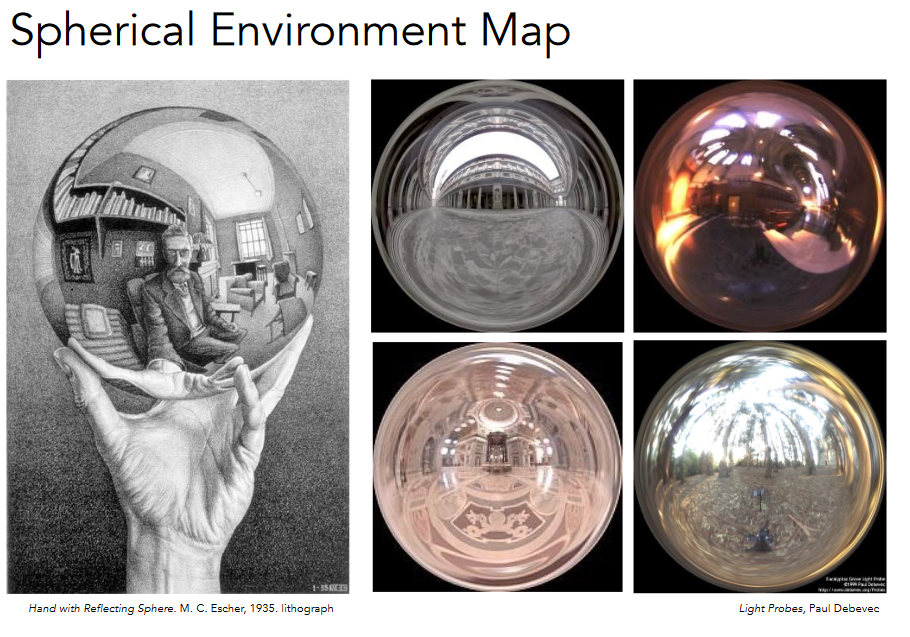 Spherical Environment Map
Eucalyptus Grove Light Probe
©1999 Paul Debevec
http://www.debevec.org/Probes
Hand with Reflecting Sphere. M. C. Escher, 1935. lithograph
Light Probes, Paul Debevec